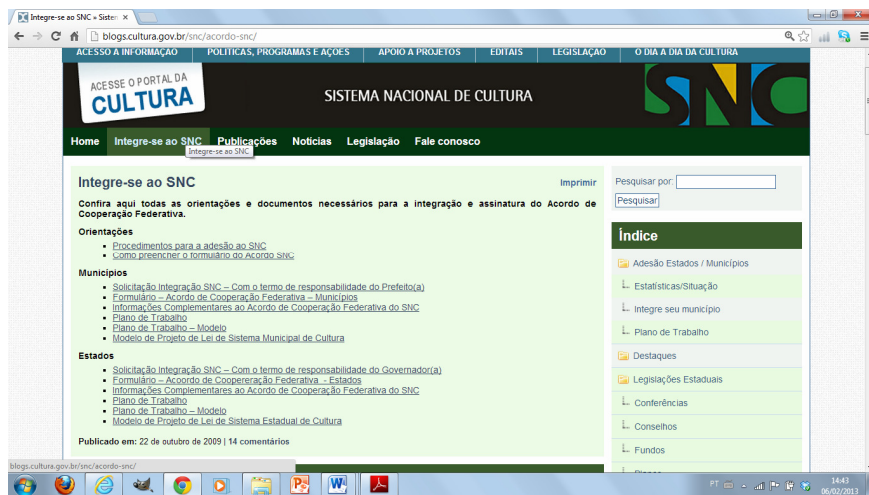 Integre-se ao SNC » Sister
blogs.cultura.gov.br/snc/acordo-snc/
ACESSO À INFORMAÇÃO POLÍTICAS, PROGRAMAS E AÇÕES APOIO A PROJETOS EDITAIS LEGISLAÇÃO O DIA A DIA DA CULTURA
ACESSE O PORTAL DA
CULTURA
SISTEMA NACIONAL DE CULTURA
SNC
Home Integre-se ao SNC Publicações Notícias Legislação Fale conosco
Integre-se ao SNC
Integre-se ao SNC
Imprimir
Confira aqui todas as orientações e documentos necessários para a integração e assinatura do Acordo de
Cooperação Federativa.
Orientações
Procedimentos para a adesão ao SNC
Como preencher o formulário do Acordo SNC
Municípios
Solicitação Integração SNC – Com o termo de responsabilidade do Prefeito(a)
Formulário – Acordo de Cooperação Federativa – Municípios
Informações Complementares ao Acordo de Cooperação Federativa do SNC
Plano de Trabalho
Plano de Trabalho – Modelo
Modelo de Projeto de Lei de Sistema Municipal de Cultura
Estados
Solicitação Integração SNC – Com o termo de responsabilidade do Governador(a)
Formulário – Acoordo de Coopereração Federativa - Estados
Informações Complementares ao Acordo de Cooperação Federativa do SNC
Plano de Trabalho
Plano de Trabalho – Modelo
Modelo de Projeto de Lei de Sistema Estadual de Cultura
Publicado em: 22 de outubro de 2009 | 14 comentários
Pesquisar por:
Pesquisar
Índice
Adesão Estados / Municípios
Estatísticas/Situação
Integre seu município
Plano de Trabalho
Destaques
Legislações Estaduais
Conferências
Conselhos
Fundos
blogs.cultura.gov.br/snc/acordo-snc/
PT
14:43
06/02/2013